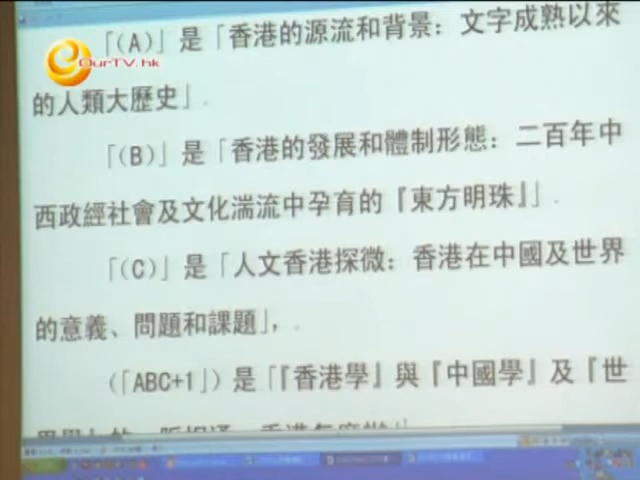 「(A)」是「香港的源流和背景：文字成熟以來
OurTV.hk
的人類大歷史」.
「(B)」是「香港的發展和體制形態：二百年中
西政經社會及文化湍流中孕育的『東方明珠』」.
「(C)」是「人文香港探微：香港在中國及世界
的意義、問題和課題」,
（「ABC+1」）是「『香港學』與『中國學』及『世